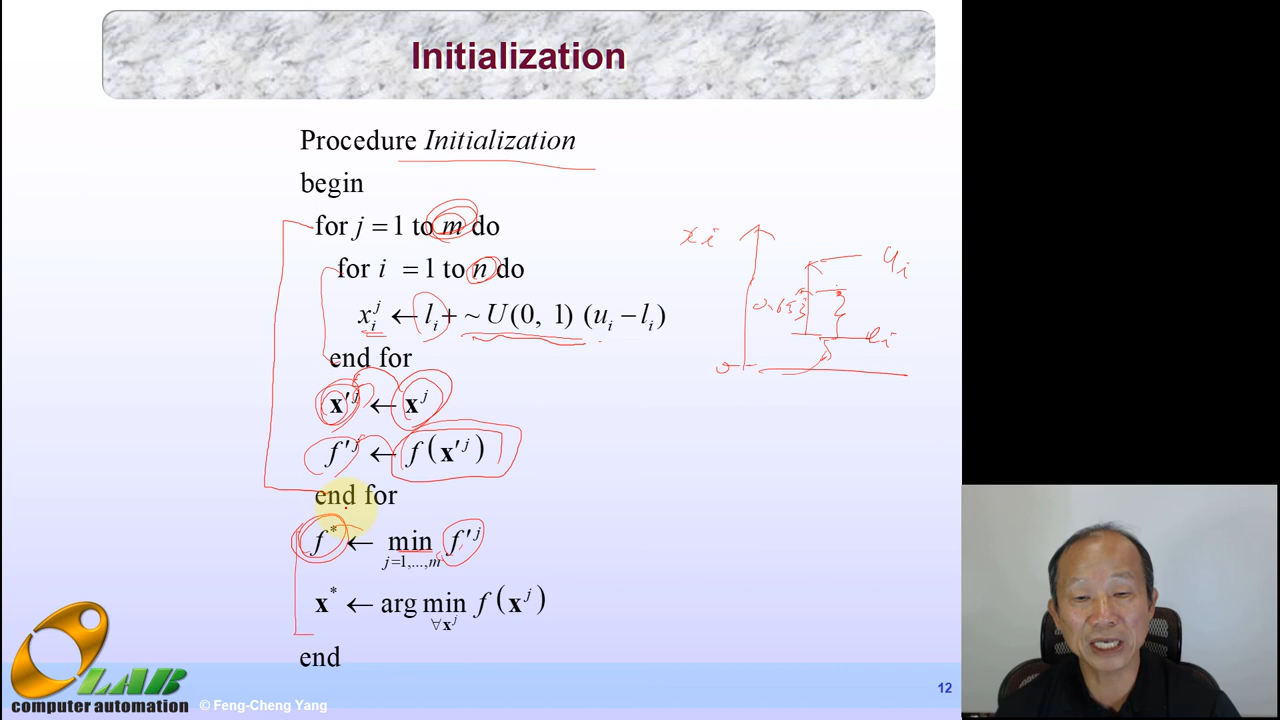 Initialization
Procedure Initialization
begin
for j = 1 to m do
for i = 1 to n do
x_i^j ← l_i + ~ U(0, 1) (u_i − l_i)
end for
x'^j ← x^j
f'^j ← f(x'^j)
end for
f^* ← min_{j=1,...,m} f'^j
x^* ← arg min_{∀x^j} f(x^j)
end
x_i
u_i
l_i
0
12
LAB
computer automation
© Feng-Cheng Yang